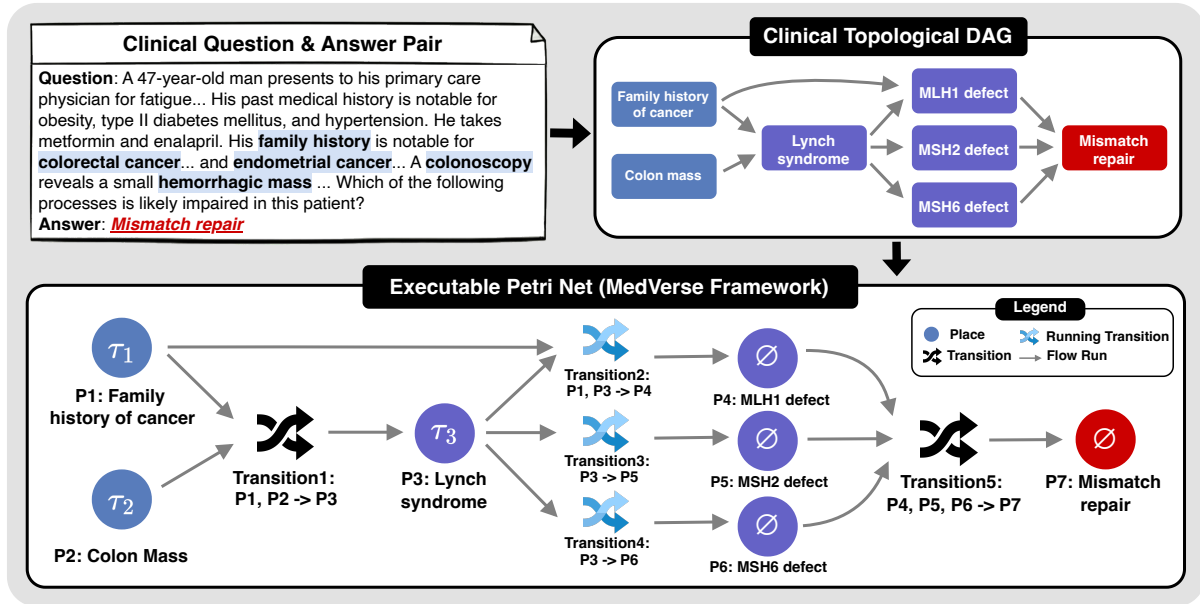 Clinical Question & Answer Pair
Question: A 47-year-old man presents to his primary care
physician for fatigue... His past medical history is notable for
obesity, type II diabetes mellitus, and hypertension. He takes
metformin and enalapril. His family history is notable for
colorectal cancer... and endometrial cancer... A colonoscopy
reveals a small hemorrhagic mass ... Which of the following
processes is likely impaired in this patient?
Answer: Mismatch repair
Clinical Topological DAG
Family history
of cancer
Colon mass
Lynch
syndrome
MLH1 defect
MSH2 defect
MSH6 defect
Mismatch
repair
Executable Petri Net (MedVerse Framework)
Legend
Place
Running Transition
Transition
Flow Run
τ1
P1: Family
history of cancer
τ2
P2: Colon Mass
Transition1:
P1, P2 -> P3
τ3
P3: Lynch
syndrome
Transition2:
P1, P3 -> P4
Transition3:
P3 -> P5
Transition4:
P3 -> P6
∅
P4: MLH1 defect
∅
P5: MSH2 defect
∅
P6: MSH6 defect
Transition5:
P4, P5, P6 -> P7
∅
P7: Mismatch
repair